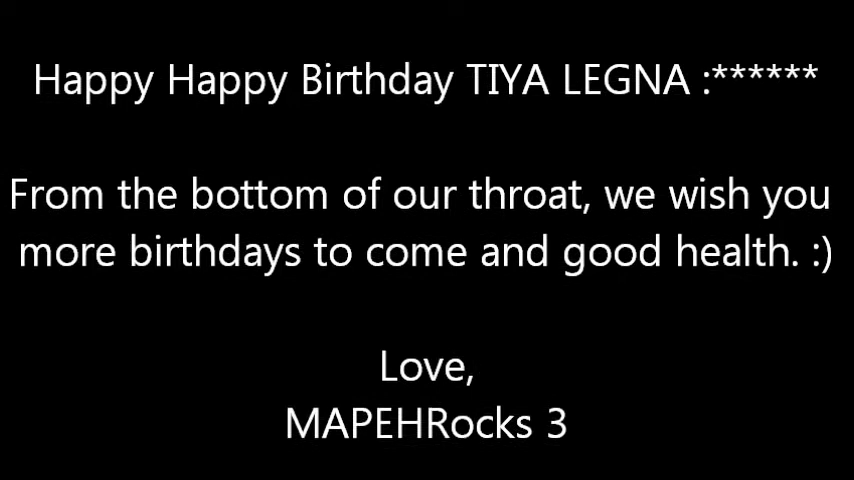 Happy Happy Birthday TIYA LEGNA :******
From the bottom of our throat, we wish you
more birthdays to come and good health. :)
Love,
MAPEHRocks 3